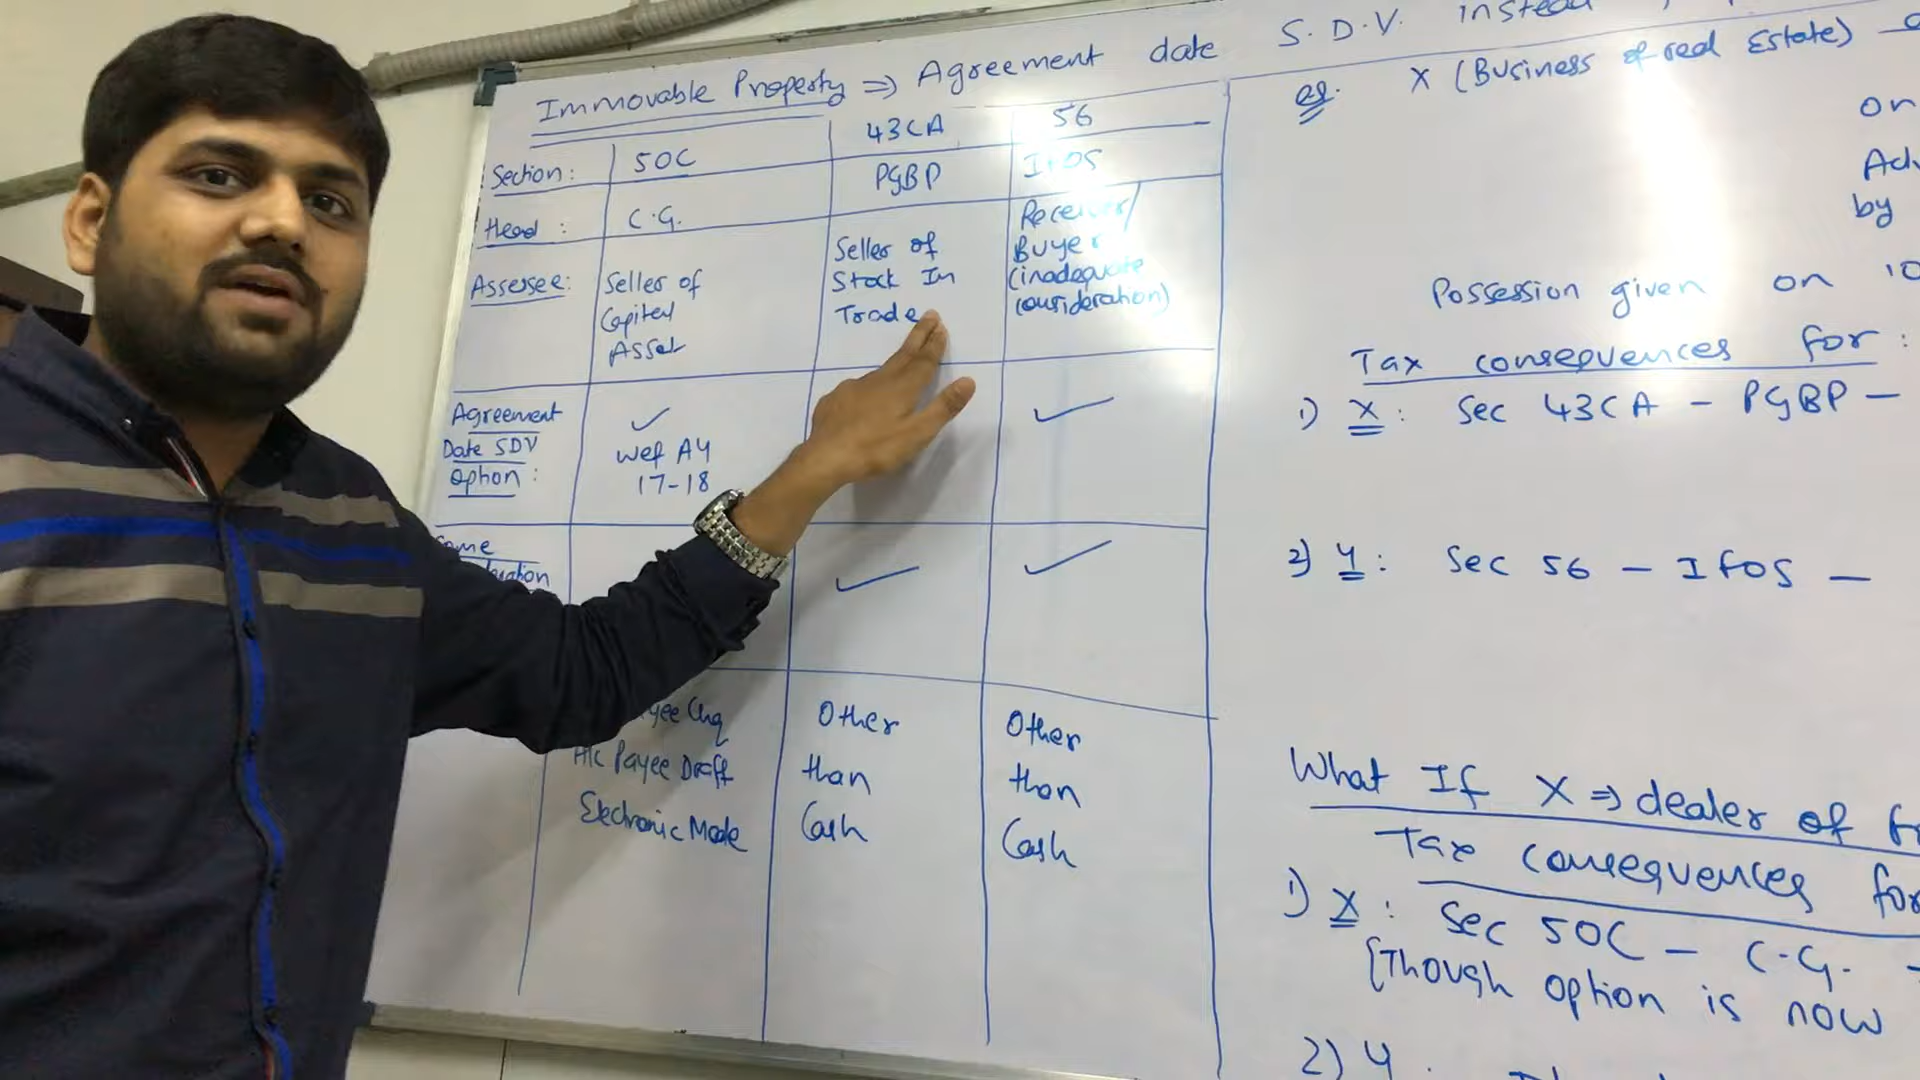 Immovable Property ⇒ Agreement date S.D.V. instead
Section: 50C 43CA 56
Head: C.G. PGBP IFOS
Assessee: Seller of Capital Asset
Seller of Stock In Trade
Receiver/ Buyer (inadequate consideration)
Agreement Date SDV option:
✓ wef AY 17-18
✓
✓
✓
A/c Payee Draft
Electronic Mode
Other than Cash
Other than Cash
eg. X (Business of real Estate)
on
by
Possession given on 10
Tax consequences for:
1) X: Sec 43CA - PGBP -
2) Y: Sec 56 - IFOS -
What If X ⇒ dealer of
Tax consequences for
1) X: Sec 50C - C.G.
(Though option is now
2) Y